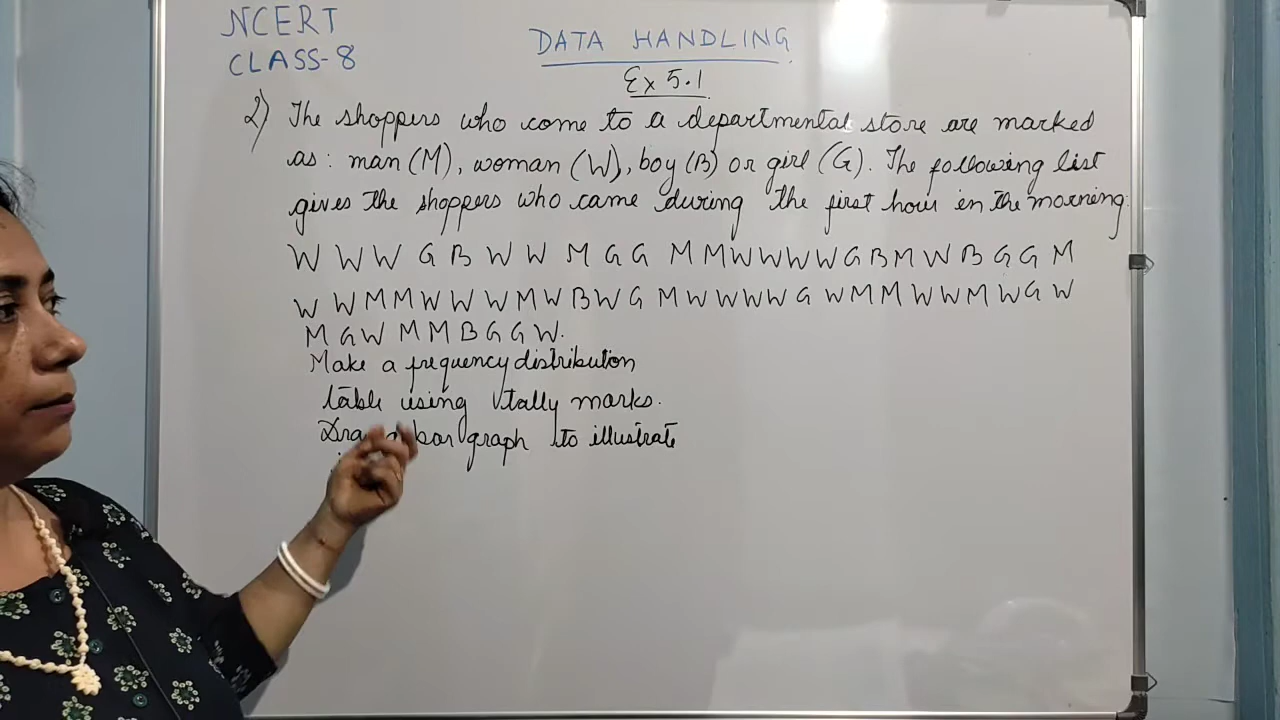 NCERT
CLASS-8
DATA HANDLING
Ex 5.1
2) The shoppers who come to a departmental store are marked
as: man (M), woman (W), boy (B) or girl (G). The following list
gives the shoppers who came during the first hour in the morning:
W W W G B W W M G G M M W W W W G B M W B G G M
W W M M W W W M W B W G M W W W W G W M M W W M W G W
M G W M M B G G W.
Make a frequency distribution
table using tally marks.
bar graph to illustrate